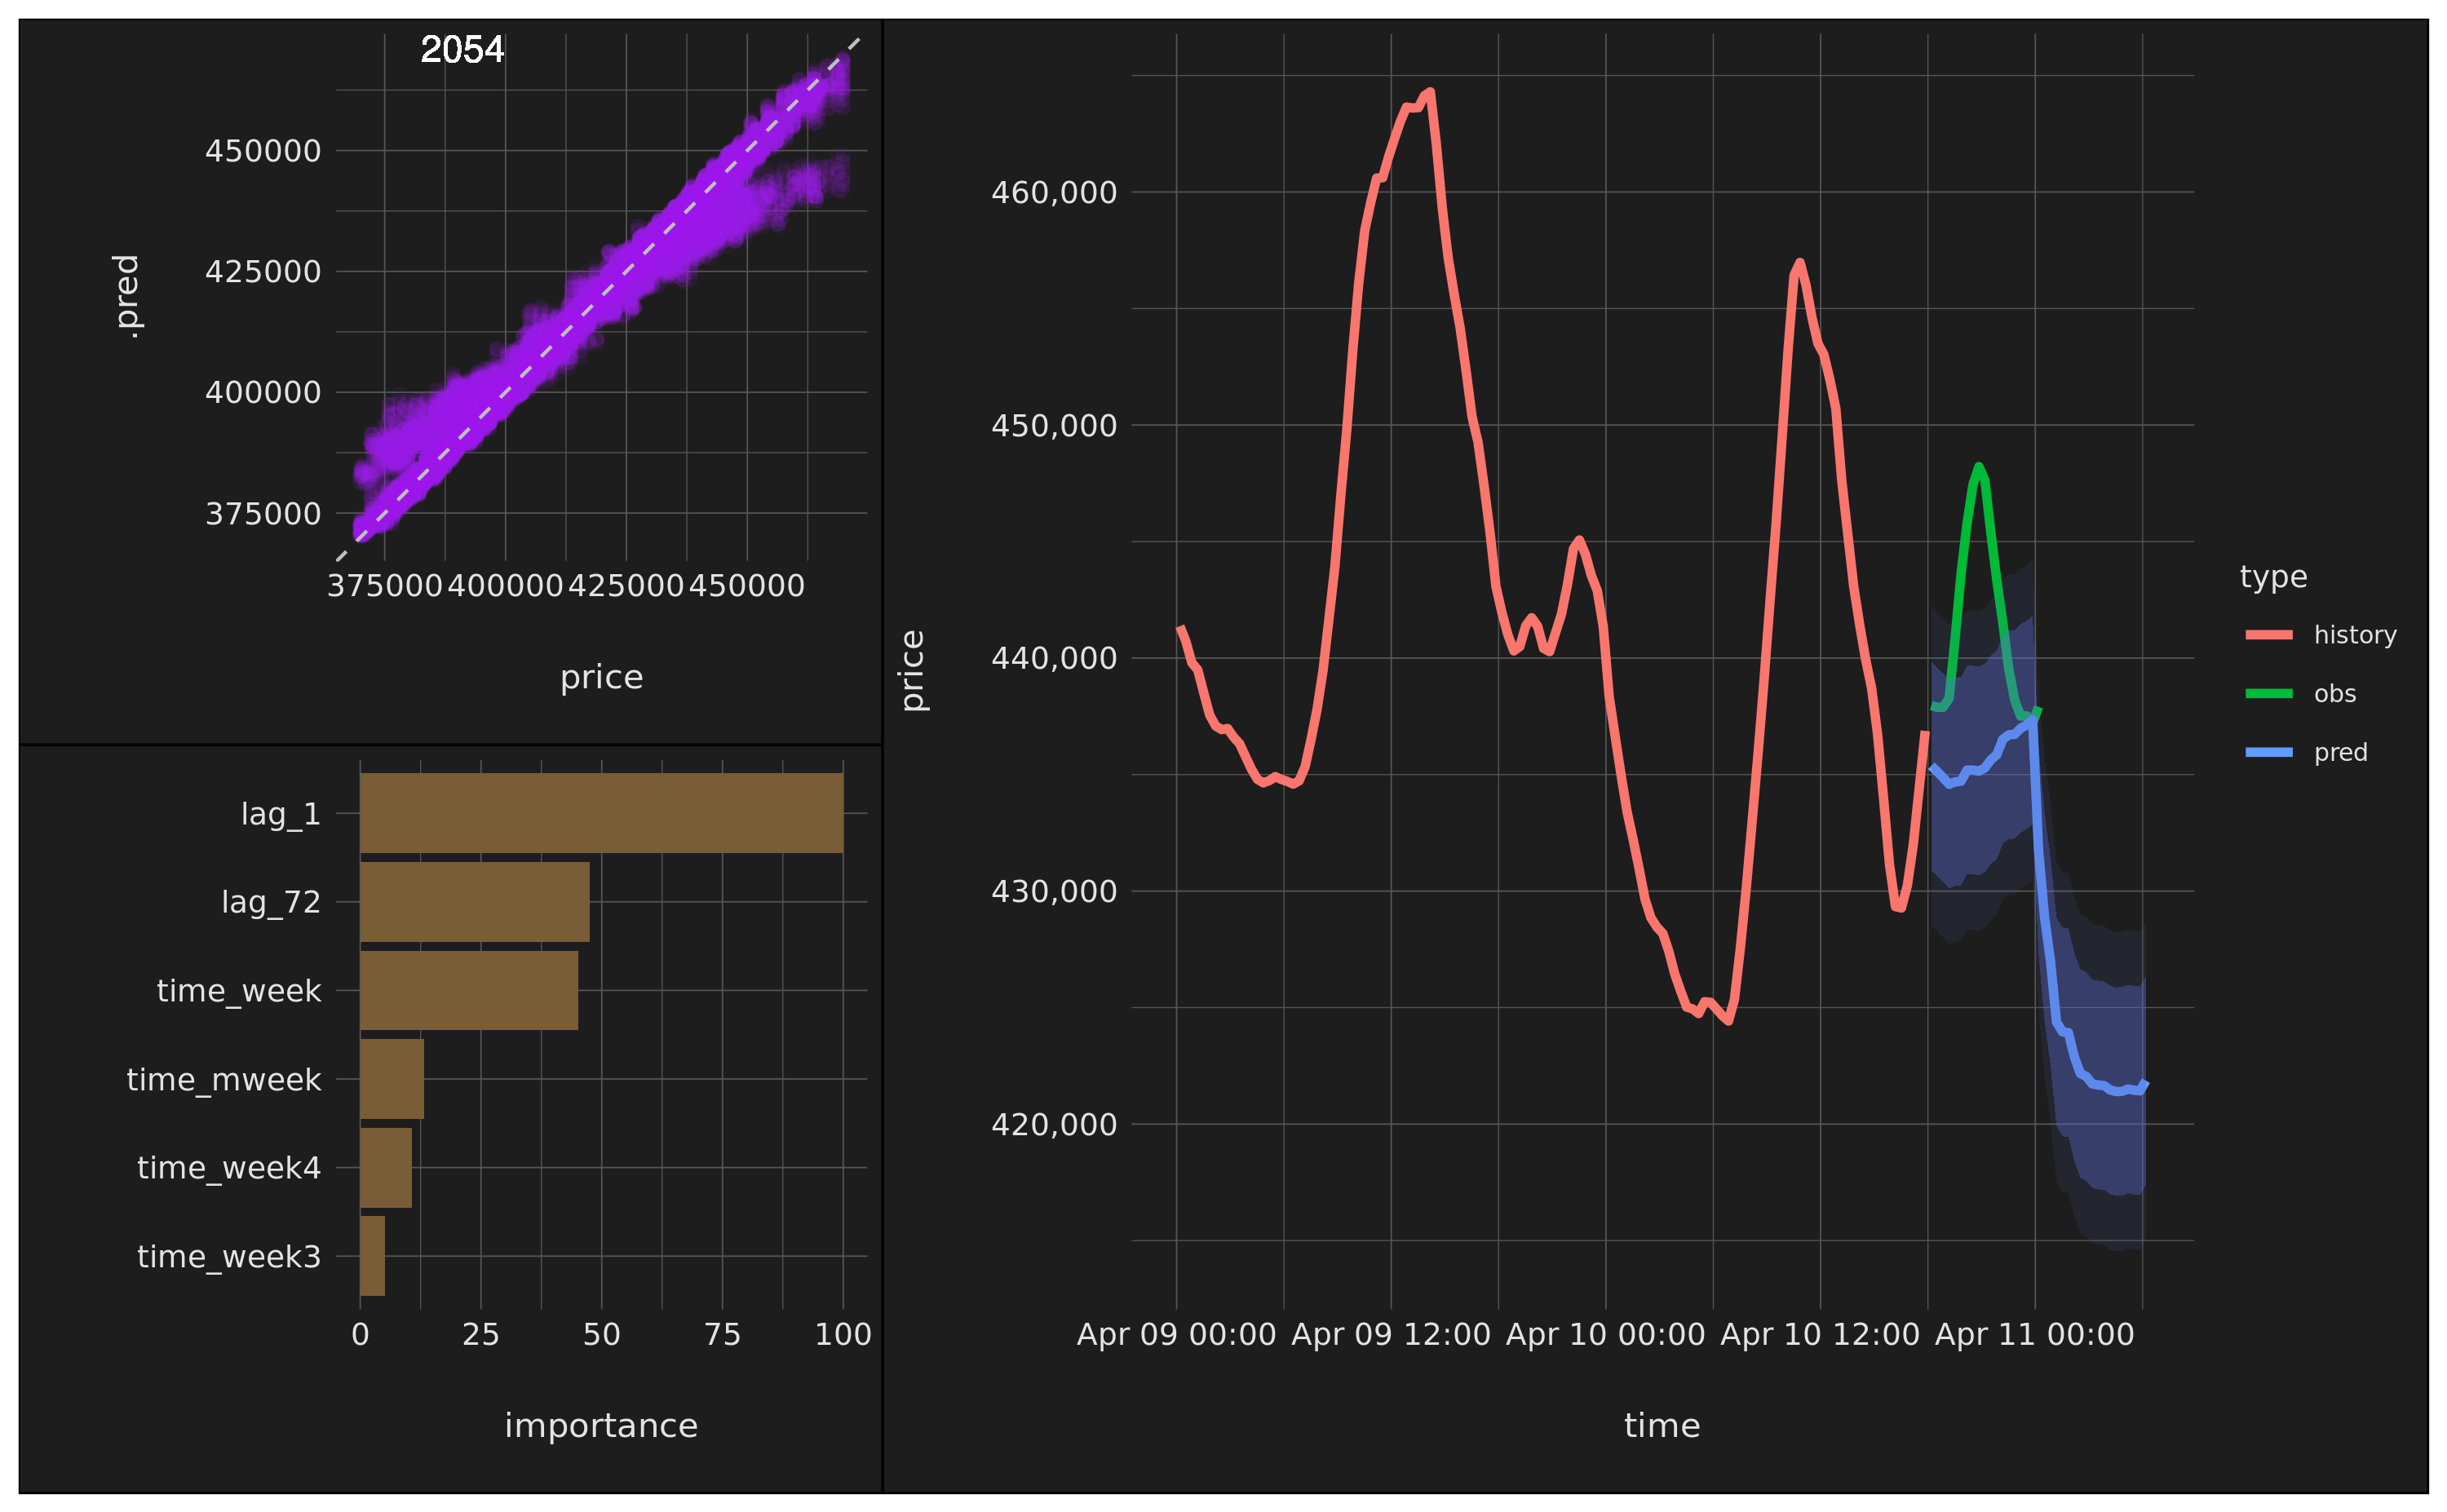 2054
450000
425000
400000
375000
.pred
375000 400000 425000 450000
price
lag_1
lag_72
time_week
time_mweek
time_week4
time_week3
0 25 50 75 100
importance
460,000
450,000
440,000
430,000
420,000
price
Apr 09 00:00 Apr 09 12:00 Apr 10 00:00 Apr 10 12:00 Apr 11 00:00
time
type
history
obs
pred